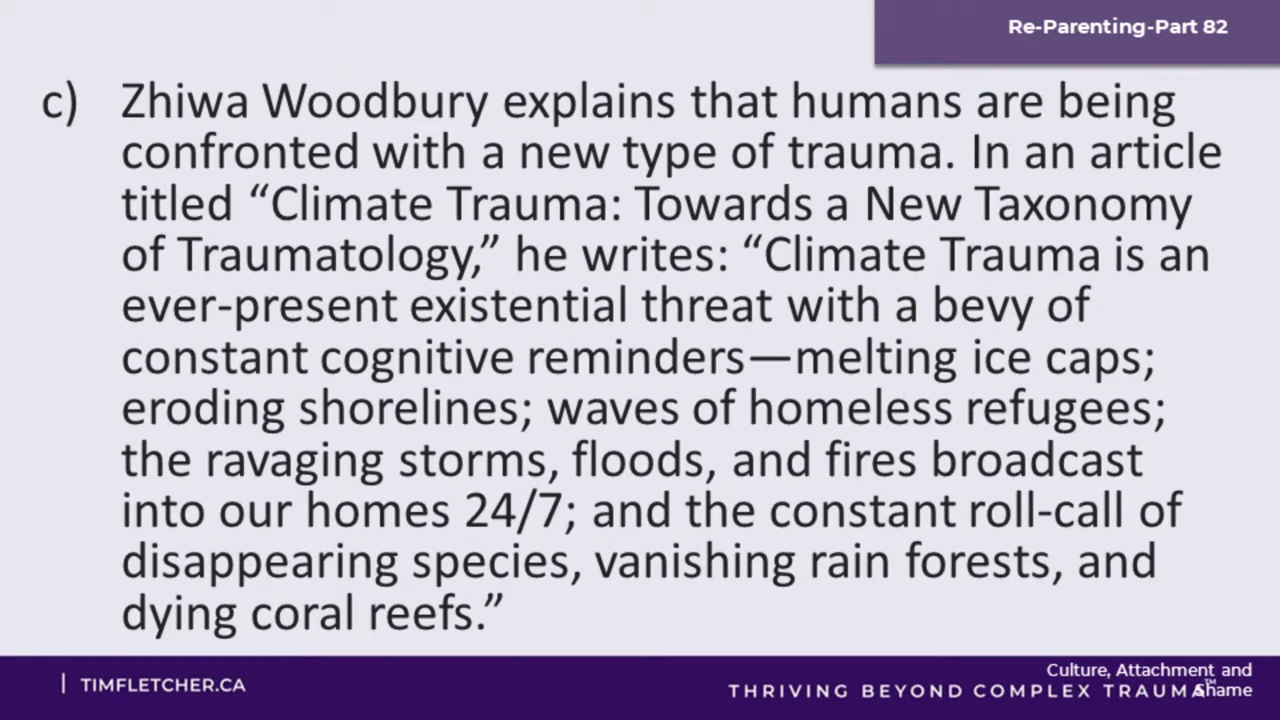 Re-Parenting-Part 82
c) Zhiwa Woodbury explains that humans are being
confronted with a new type of trauma. In an article
titled “Climate Trauma: Towards a New Taxonomy
of Traumatology,” he writes: “Climate Trauma is an
ever-present existential threat with a bevy of
constant cognitive reminders—melting ice caps;
eroding shorelines; waves of homeless refugees;
the ravaging storms, floods, and fires broadcast
into our homes 24/7; and the constant roll-call of
disappearing species, vanishing rain forests, and
dying coral reefs.”
| TIMFLETCHER.CA
Culture, Attachment and
Shame
THRIVING BEYOND COMPLEX TRAUMA™